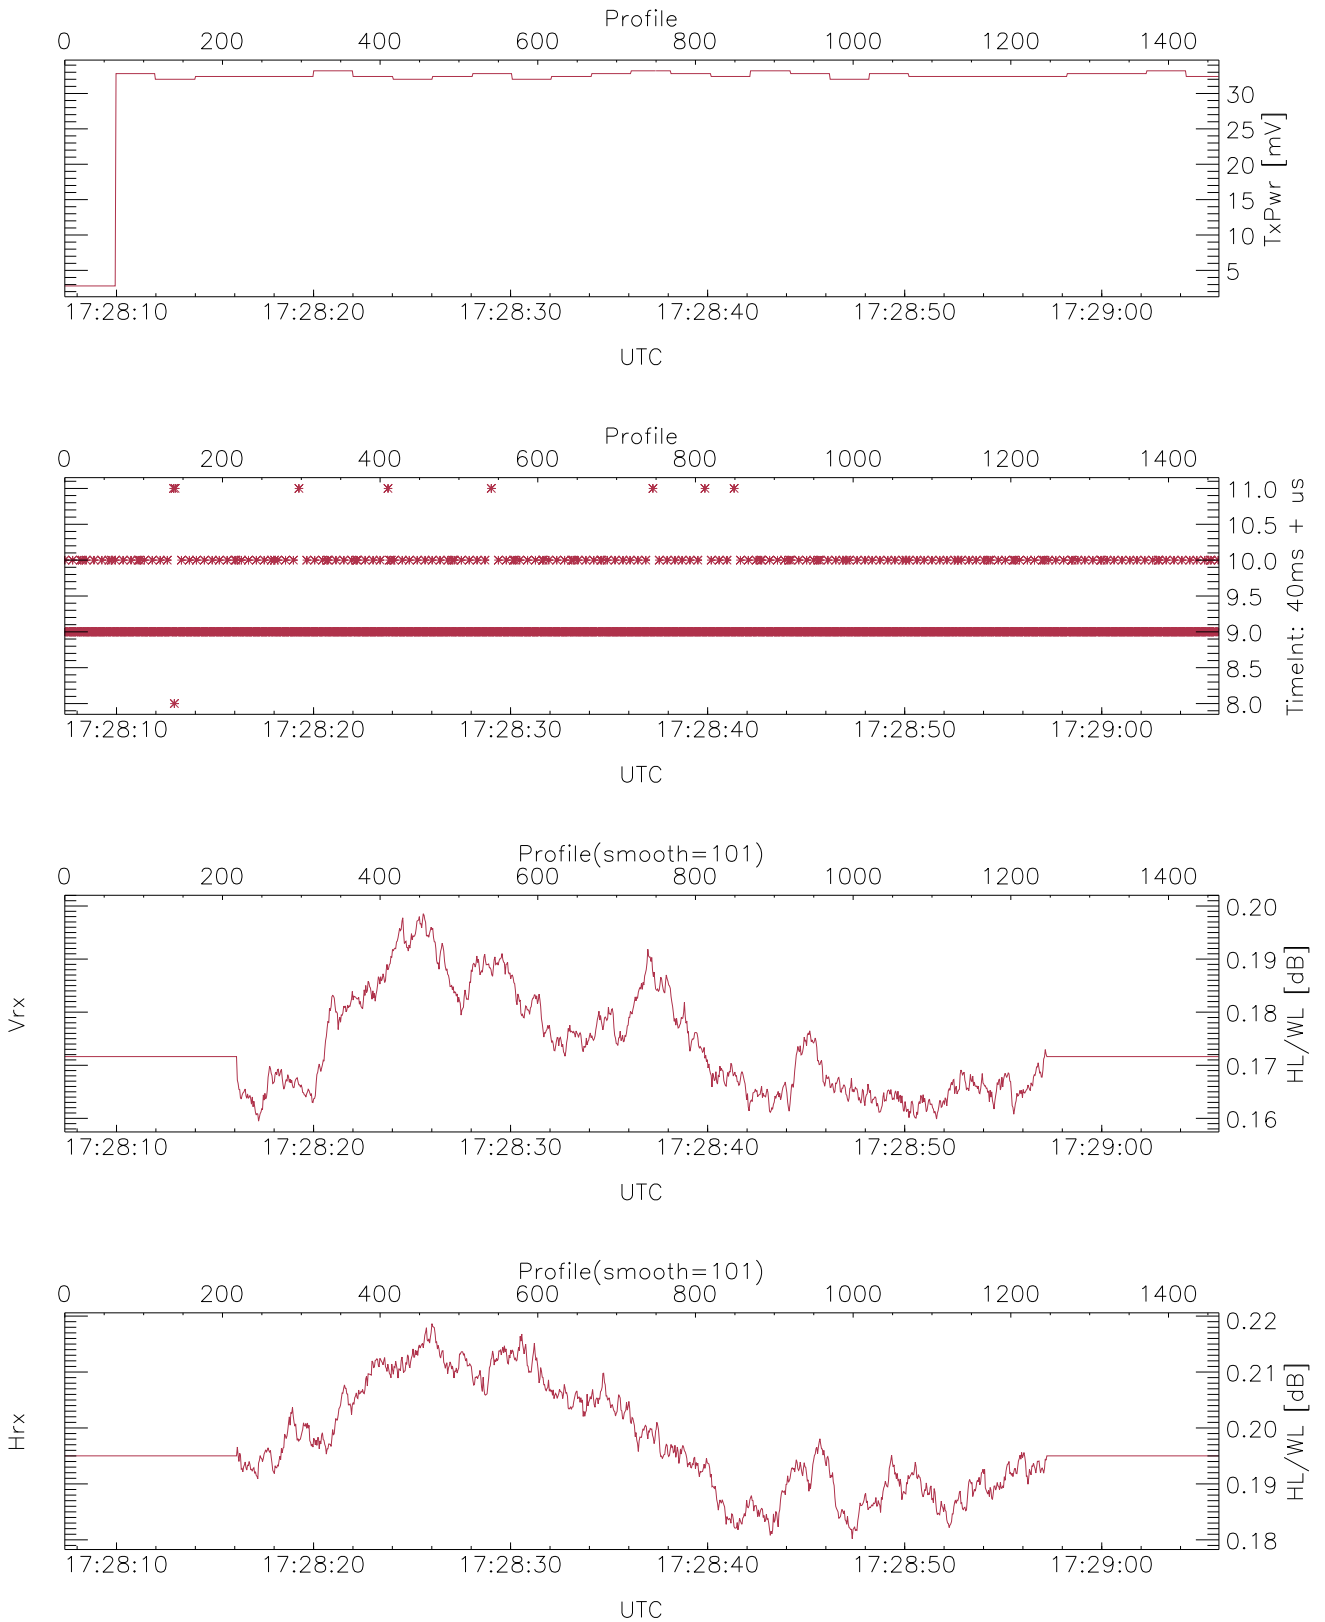 Profile
0 200 400 600 800 1000 1200 1400
30
25
20
15
10
5
TxPwr [mV]
17:28:10 17:28:20 17:28:30 17:28:40 17:28:50 17:29:00
UTC
Profile
0 200 400 600 800 1000 1200 1400
11.0
10.5
10.0
9.5
9.0
8.5
8.0
TimeInt: 40ms + us
17:28:10 17:28:20 17:28:30 17:28:40 17:28:50 17:29:00
UTC
Profile(smooth=101)
0 200 400 600 800 1000 1200 1400
Vrx
0.20
0.19
0.18
0.17
0.16
HL/WL [dB]
17:28:10 17:28:20 17:28:30 17:28:40 17:28:50 17:29:00
UTC
Profile(smooth=101)
0 200 400 600 800 1000 1200 1400
Hrx
0.22
0.21
0.20
0.19
0.18
HL/WL [dB]
17:28:10 17:28:20 17:28:30 17:28:40 17:28:50 17:29:00
UTC